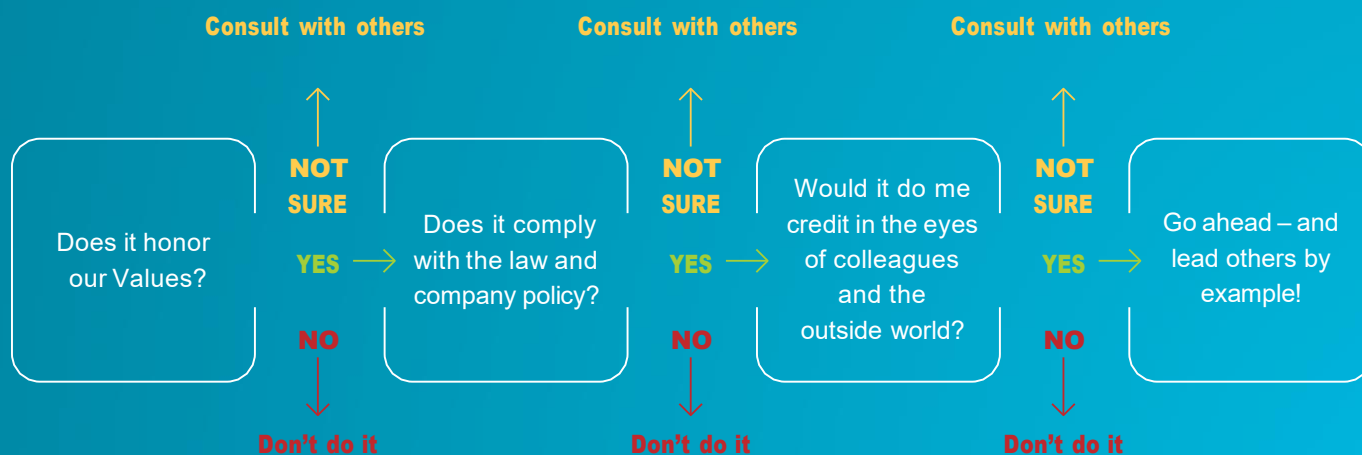 Consult with others
Consult with others
Consult with others
Does it honor
our Values?
NOT
SURE
YES
NO
Does it comply
with the law and
company policy?
NOT
SURE
YES
NO
Would it do me
credit in the eyes
of colleagues
and the
outside world?
NOT
SURE
YES
NO
Go ahead – and
lead others by
example!
Don't do it
Don't do it
Don't do it